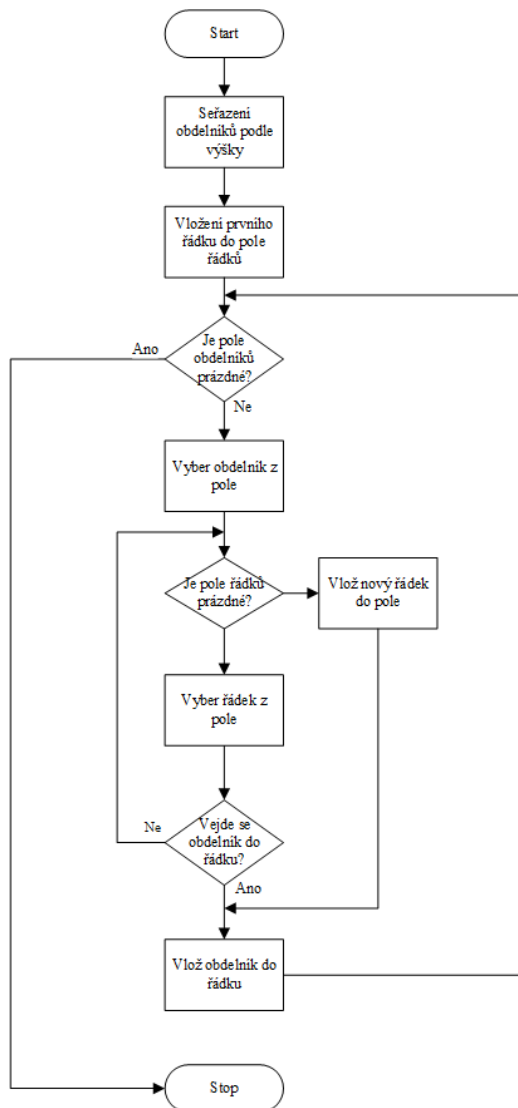 Start
Seřazení
obdelníků podle
výšky
Vložení prvního
řádku do pole
řádků
Ano
Je pole
obdelníků
prázdné?
Ne
Vyber obdelník z
pole
Je pole řádků
prázdné?
Vlož nový řádek
do pole
Vyber řádek z
pole
Ne
Vejde se
obdelník do
řádku?
Ano
Vlož obdelník do
řádku
Stop